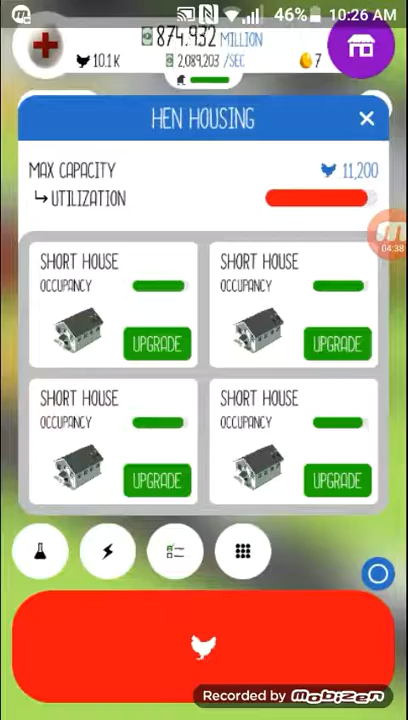 46% 10:26 AM
874.932 MILLION
10.1K 2,089,203 /SEC 7
HEN HOUSING
MAX CAPACITY 11,200
UTILIZATION
04:38
SHORT HOUSE SHORT HOUSE
OCCUPANCY OCCUPANCY
UPGRADE UPGRADE
SHORT HOUSE SHORT HOUSE
OCCUPANCY OCCUPANCY
UPGRADE UPGRADE
Recorded by mobizen